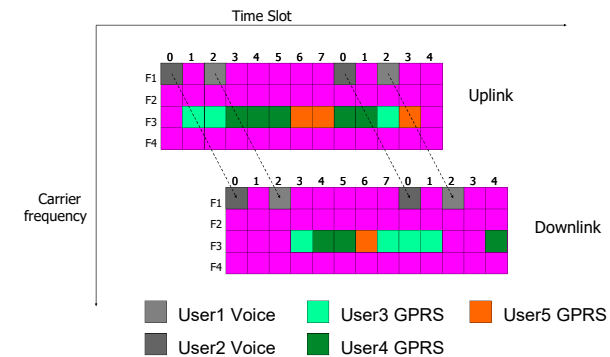 Time Slot
0 1 2 3 4 5 6 7 0 1 2 3 4
F1
F2
F3
F4
Uplink
0 1 2 3 4 5 6 7 0 1 2 3 4
F1
F2
F3
F4
Downlink
Carrier
frequency
User1 Voice User3 GPRS User5 GPRS
User2 Voice User4 GPRS